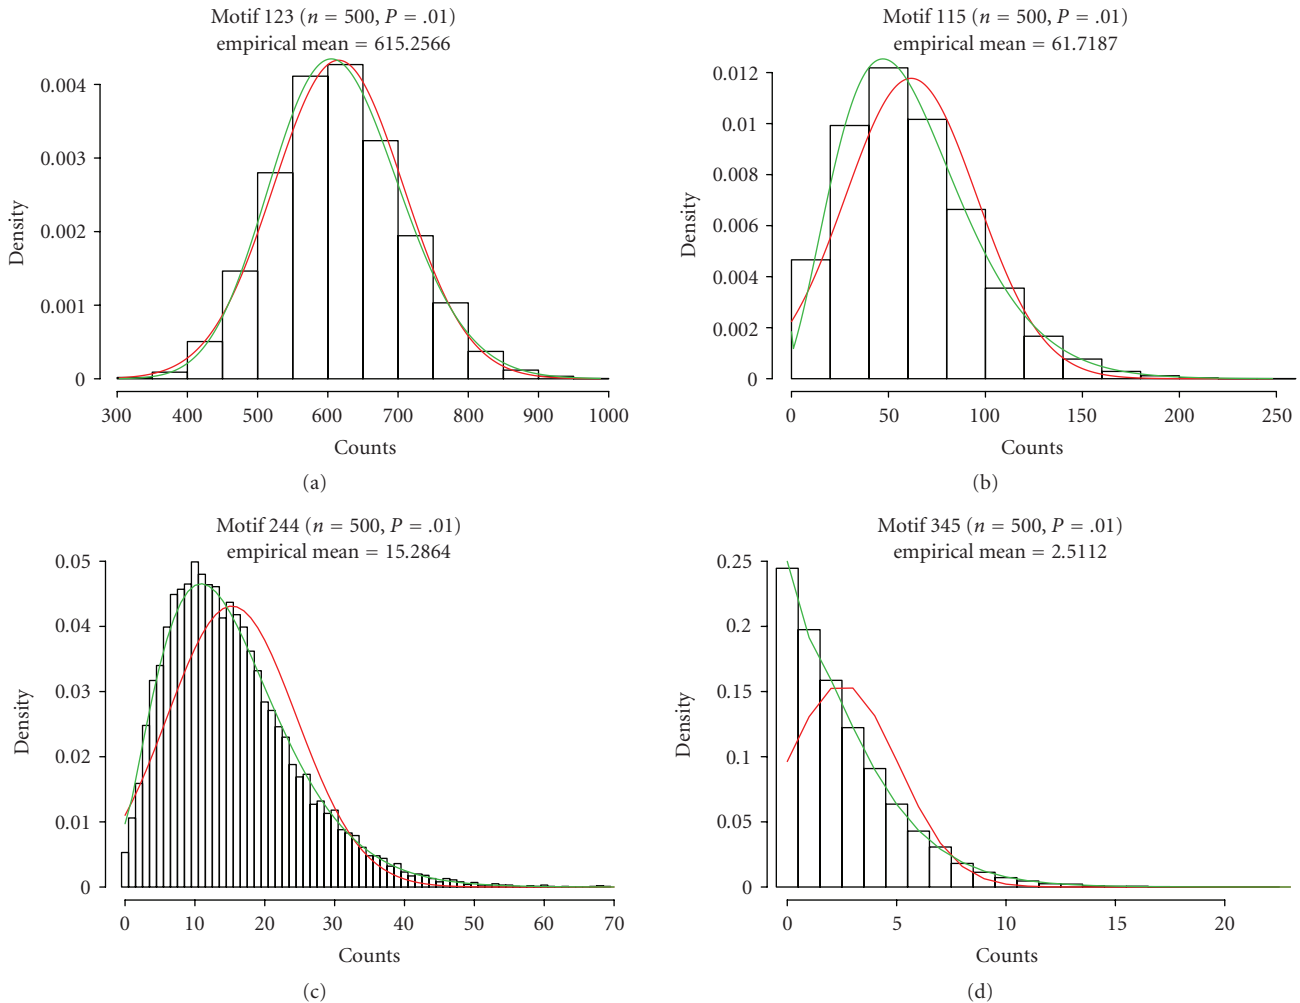 Motif 123 (n = 500, P = .01)
empirical mean = 615.2566
0.004
0.003
0.002
0.001
0
Density
300 400 500 600 700 800 900 1000
Counts
(a)
Motif 115 (n = 500, P = .01)
empirical mean = 61.7187
0.012
0.01
0.008
0.006
0.004
0.002
0
Density
0 50 100 150 200 250
Counts
(b)
Motif 244 (n = 500, P = .01)
empirical mean = 15.2864
0.05
0.04
0.03
0.02
0.01
0
Density
0 10 20 30 40 50 60 70
Counts
(c)
Motif 345 (n = 500, P = .01)
empirical mean = 2.5112
0.25
0.2
0.15
0.1
0.05
0
Density
0 5 10 15 20
Counts
(d)